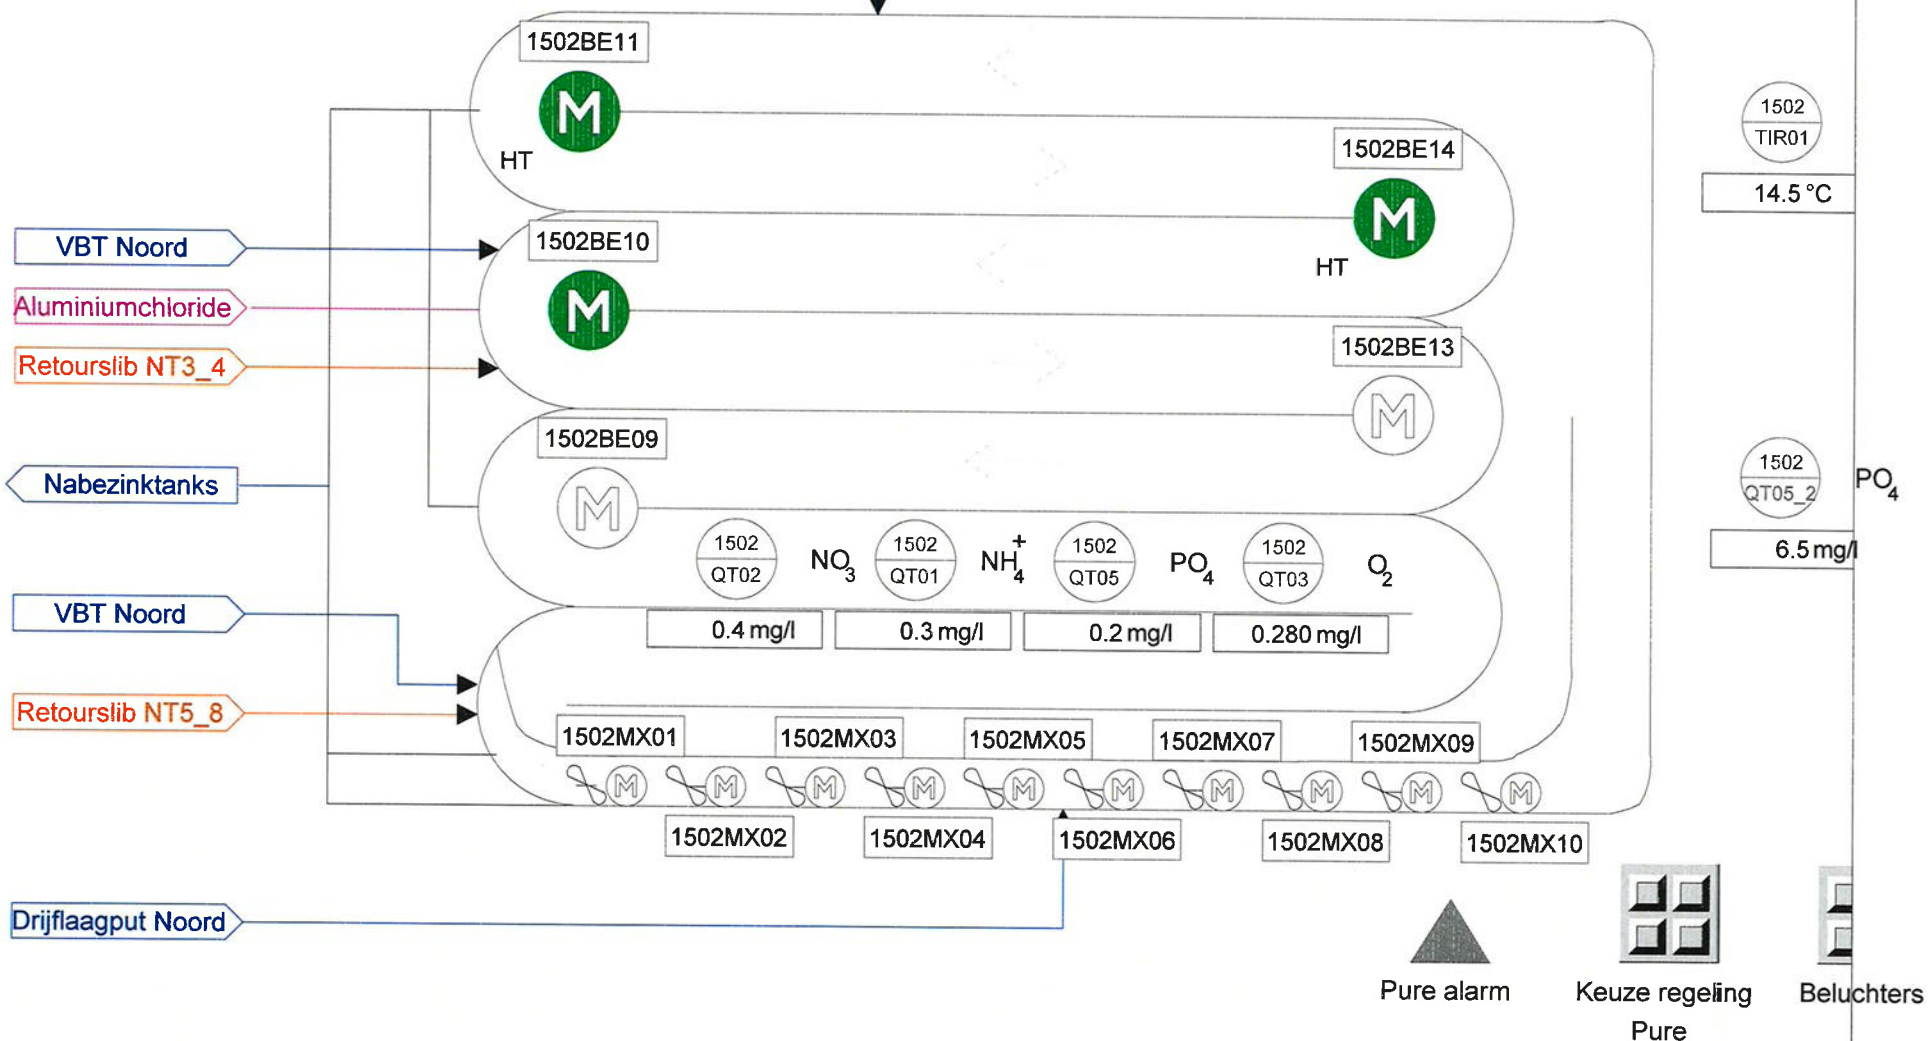 1502BE11
M
HT
1502BE14
M
HT
1502
TIR01
14.5 °C
VBT Noord
1502BE10
M
Aluminiumchloride
Retourslib NT3_4
1502BE13
M
1502BE09
M
Nabezinktanks
1502
QT05_2
PO4
6.5 mg/l
1502
QT02
NO3
1502
QT01
NH4+
1502
QT05
PO4
1502
QT03
O2
0.4 mg/l
0.3 mg/l
0.2 mg/l
0.280 mg/l
VBT Noord
Retourslib NT5_8
1502MX01
1502MX03
1502MX05
1502MX07
1502MX09
M
M
M
M
M
M
M
M
M
M
1502MX02
1502MX04
1502MX06
1502MX08
1502MX10
Drijflaagput Noord
Pure alarm
Keuze regeling
Pure
Beluchters